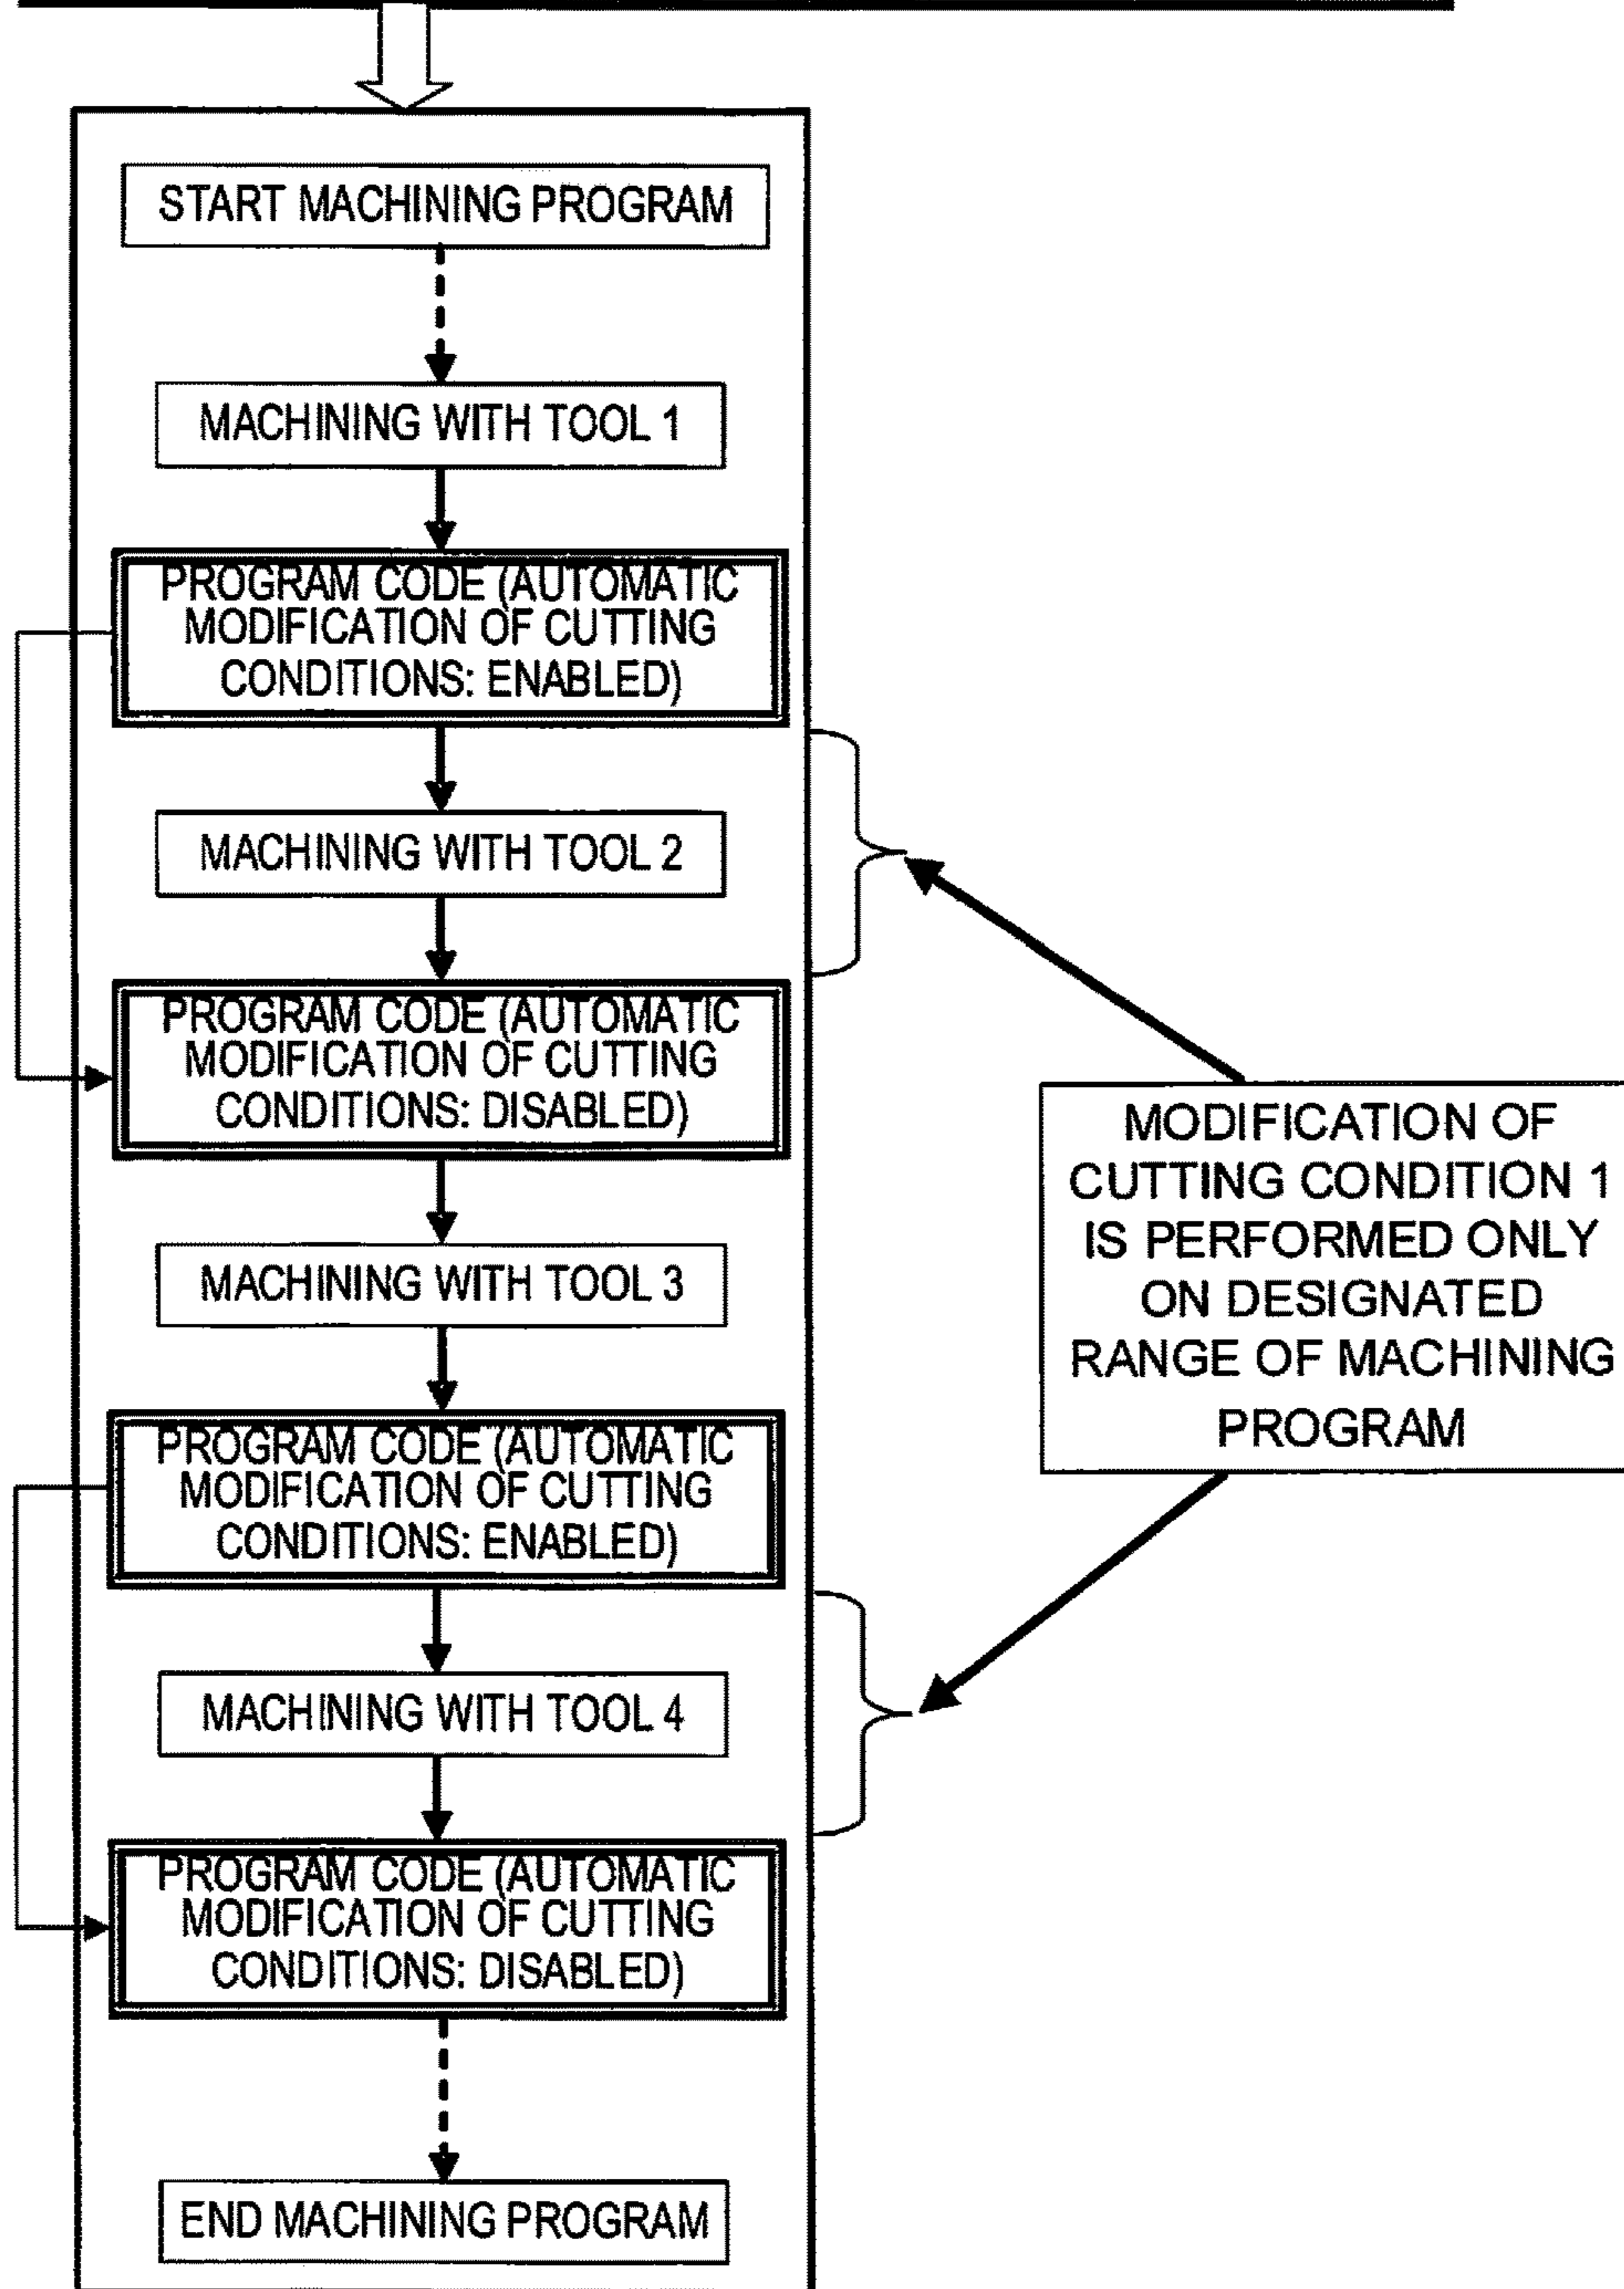 START MACHINING PROGRAM
MACHINING WITH TOOL 1
PROGRAM CODE (AUTOMATIC
MODIFICATION OF CUTTING
CONDITIONS: ENABLED)
MACHINING WITH TOOL 2
PROGRAM CODE (AUTOMATIC
MODIFICATION OF CUTTING
CONDITIONS: DISABLED)
MACHINING WITH TOOL 3
PROGRAM CODE (AUTOMATIC
MODIFICATION OF CUTTING
CONDITIONS: ENABLED)
MACHINING WITH TOOL 4
PROGRAM CODE (AUTOMATIC
MODIFICATION OF CUTTING
CONDITIONS: DISABLED)
END MACHINING PROGRAM
MODIFICATION OF
CUTTING CONDITION 1
IS PERFORMED ONLY
ON DESIGNATED
RANGE OF MACHINING
PROGRAM